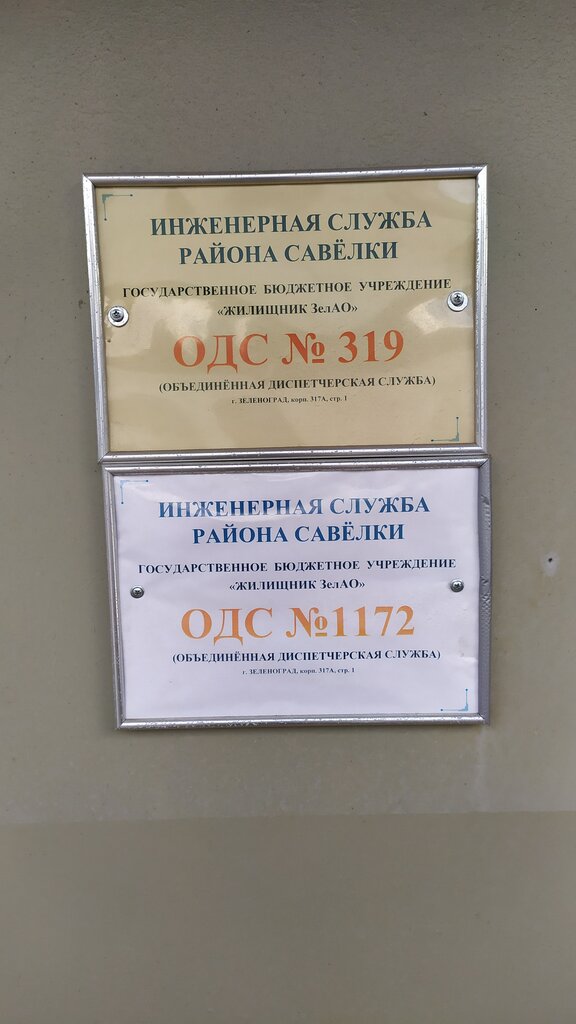 ИНЖЕНЕРНАЯ СЛУЖБА
РАЙОНА САВЁЛКИ
ГОСУДАРСТВЕННОЕ БЮДЖЕТНОЕ УЧРЕЖДЕНИЕ
«ЖИЛИЩНИК ЗелАО»
ОДС № 319
(ОБЪЕДИНЁННАЯ ДИСПЕТЧЕРСКАЯ СЛУЖБА)
г. ЗЕЛЕНОГРАД, корп. 317А, стр. 1
ИНЖЕНЕРНАЯ СЛУЖБА
РАЙОНА САВЁЛКИ
ГОСУДАРСТВЕННОЕ БЮДЖЕТНОЕ УЧРЕЖДЕНИЕ
«ЖИЛИЩНИК ЗелАО»
ОДС №1172
(ОБЪЕДИНЁННАЯ ДИСПЕТЧЕРСКАЯ СЛУЖБА)
г. ЗЕЛЕНОГРАД, корп. 317А, стр. 1